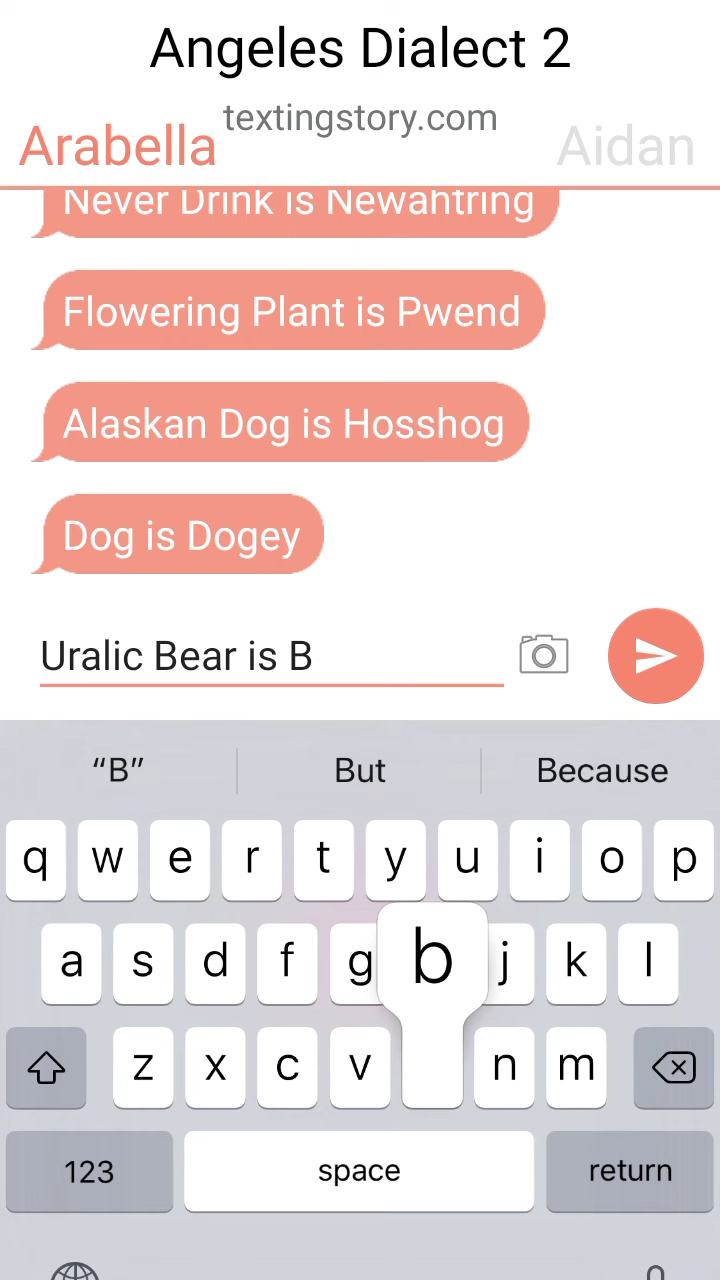 Angeles Dialect 2
textingstory.com
Arabella
Aidan
Never Drink is Newahtring
Flowering Plant is Pwend
Alaskan Dog is Hosshog
Dog is Dogey
Uralic Bear is B
“B”
But
Because
q w e r t y u i o p
a s d f g b j k l
z x c v n m
123
space
return